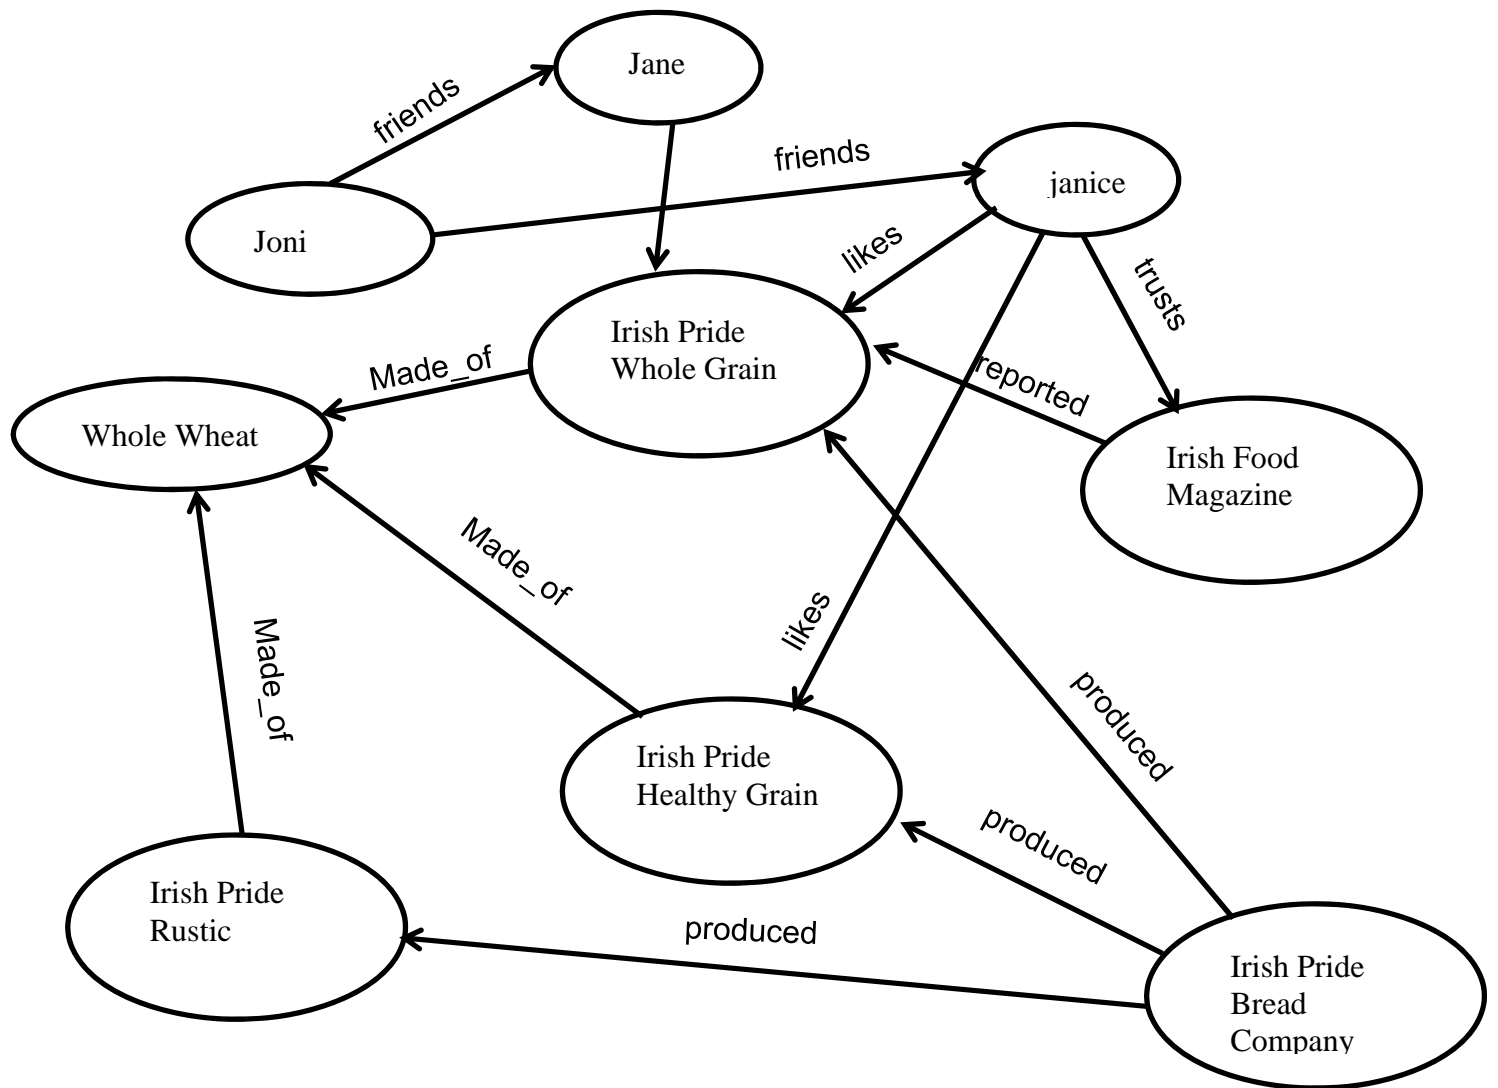 Jane
friends
friends
janice
Joni
likes
trusts
Irish Pride
Whole Grain
Made_of
reported
Whole Wheat
Irish Food
Magazine
Made_of
likes
Made_of
produced
Irish Pride
Healthy Grain
produced
Irish Pride
Rustic
produced
Irish Pride
Bread
Company